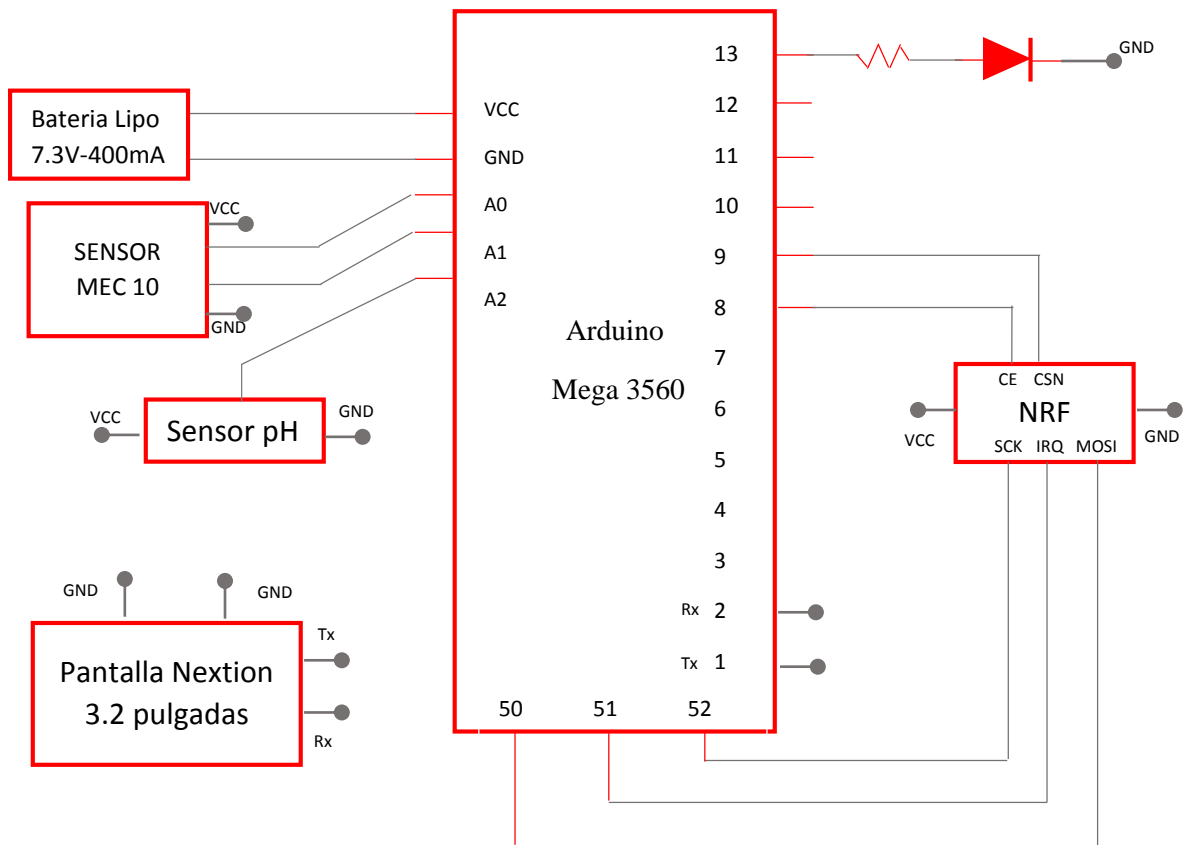 Bateria Lipo
7.3V-400mA
VCC
SENSOR
MEC 10
GND
VCC
Sensor pH
GND
GND
GND
Pantalla Nextion
3.2 pulgadas
Tx
Rx
VCC
GND
A0
A1
A2
Arduino
Mega 3560
13
12
11
10
9
8
7
6
5
4
3
Rx 2
Tx 1
50 51 52
GND
CE CSN
NRF
VCC
GND
SCK IRQ MOSI